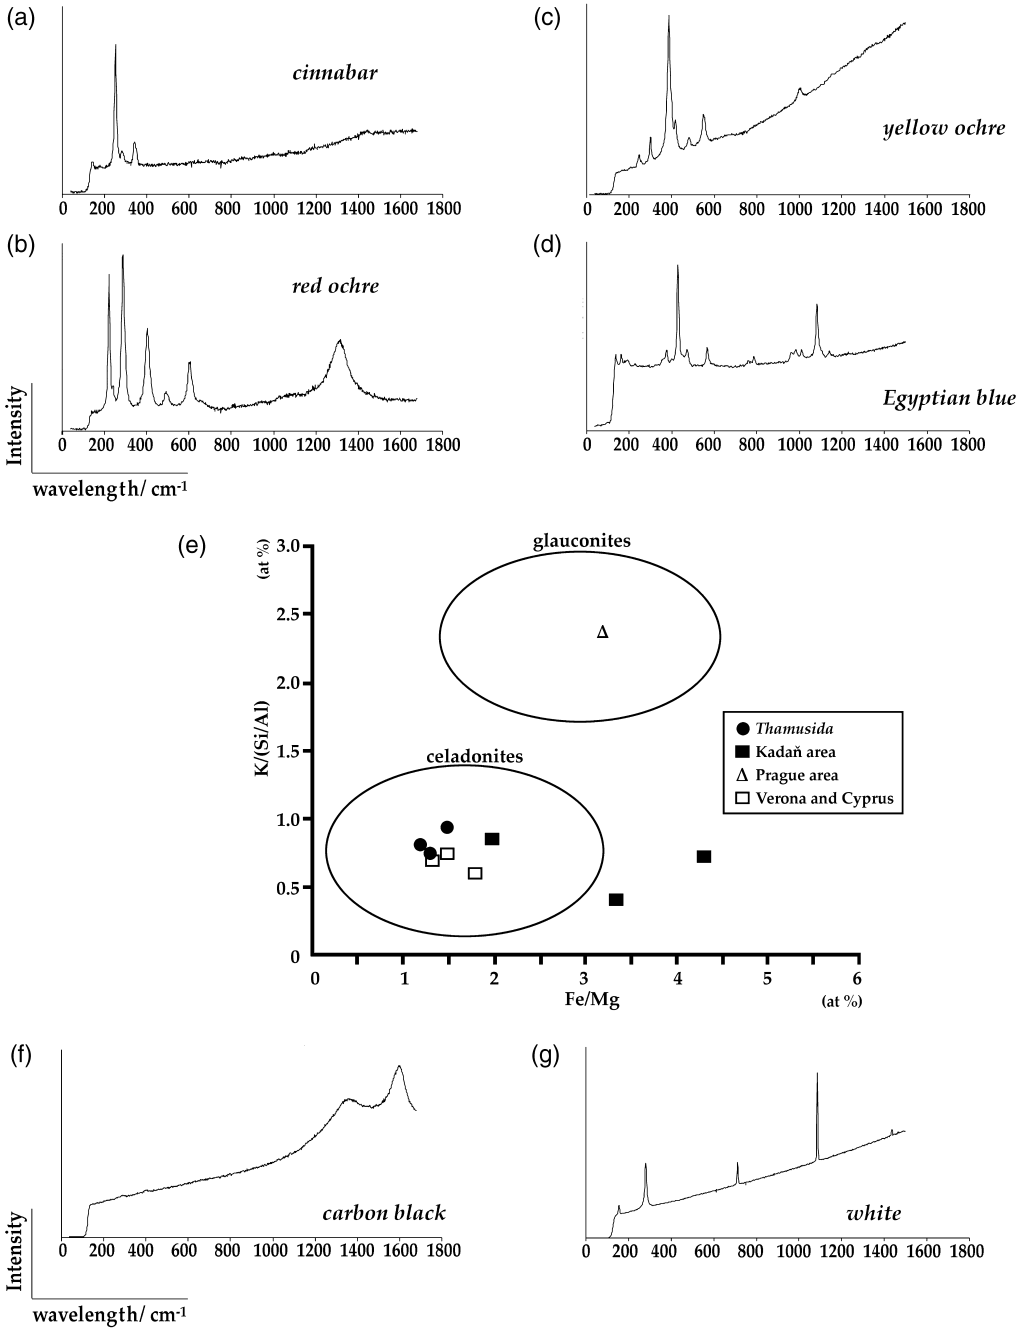 (a)
cinnabar
0 200 400 600 800 1000 1200 1400 1600 1800
(c)
yellow ochre
0 200 400 600 800 1000 1200 1400 1600 1800
(b)
red ochre
0 200 400 600 800 1000 1200 1400 1600 1800
Intensity
wavelength/ cm-1
(d)
Egyptian blue
0 200 400 600 800 1000 1200 1400 1600 1800
(e)
(at %)
K/(Si/Al)
3.0
2.5
2.0
1.5
1.0
0.5
0
glauconites
Δ
celadonites
Thamusida
Kadaň area
Δ Prague area
Verona and Cyprus
0 1 2 3 4 5 6
Fe/Mg
(at %)
(f)
carbon black
0 200 400 600 800 1000 1200 1400 1600 1800
Intensity
wavelength/ cm-1
(g)
white
0 200 400 600 800 1000 1200 1400 1600 1800